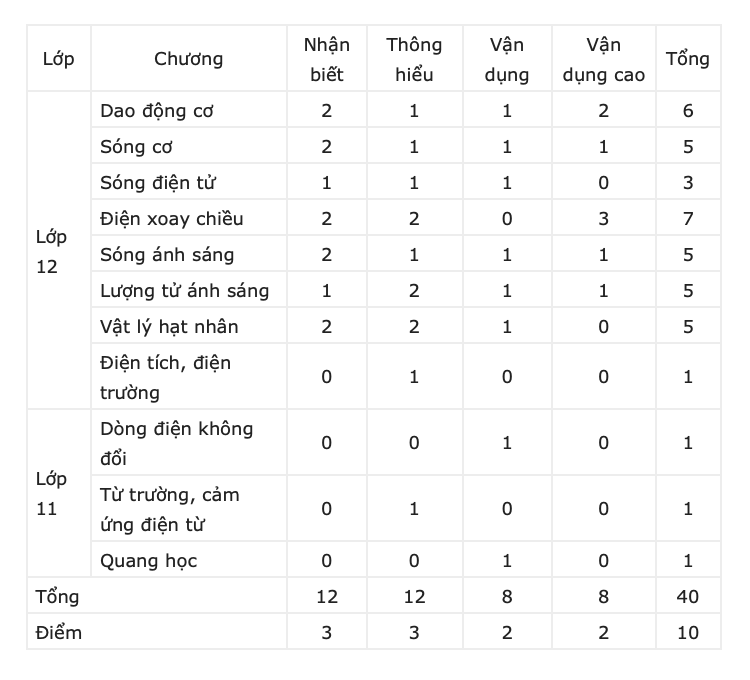 Lớp Chương Nhận biết Thông hiểu Vận dụng Vận dụng cao Tổng
Lớp 12
Dao động cơ 2 1 1 2 6
Sóng cơ 2 1 1 1 5
Sóng điện tử 1 1 1 0 3
Điện xoay chiều 2 2 0 3 7
Sóng ánh sáng 2 1 1 1 5
Lượng tử ánh sáng 1 2 1 1 5
Vật lý hạt nhân 2 2 1 0 5
Điện tích, điện trường 0 1 0 0 1
Lớp 11
Dòng điện không đổi 0 0 1 0 1
Từ trường, cảm ứng điện từ 0 1 0 0 1
Quang học 0 0 1 0 1
Tổng 12 12 8 8 40
Điểm 3 3 2 2 10